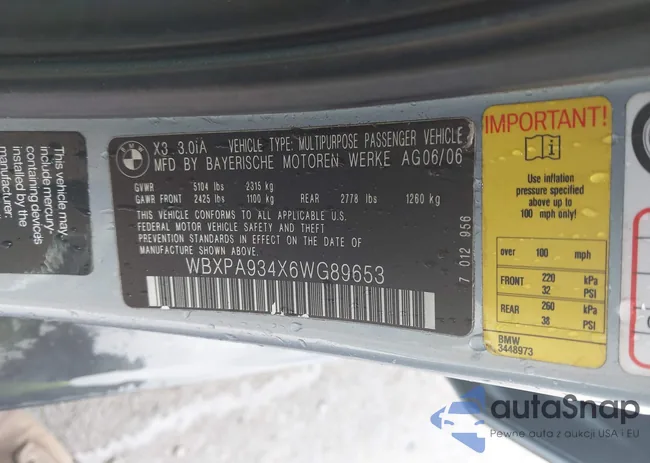 This vehicle may
include mercury-
containing devices
installed by the
manufacturer.
BMW
X3 3.0iA VEHICLE TYPE: MULTIPURPOSE PASSENGER VEHICLE
MFD BY BAYERISCHE MOTOREN WERKE AG06/06
GVWR 5104 lbs 2315 kg
GAWR FRONT 2425 lbs 1100 kg REAR 2778 lbs 1260 kg
THIS VEHICLE CONFORMS TO ALL APPLICABLE U.S.
FEDERAL MOTOR VEHICLE SAFETY AND THEFT
PREVENTION STANDARDS IN EFFECT ON THE DATE OF
MANUFACTURE SHOWN ABOVE.
WBXPA934X6WG89653
7 012 956
IMPORTANT!
Use inflation
pressure specified
above up to
100 mph only!
over 100 mph
FRONT 220 kPa
32 PSI
REAR 260 kPa
38 PSI
BMW
3448973
autaSnap
Pewne auta z aukcji USA i EU